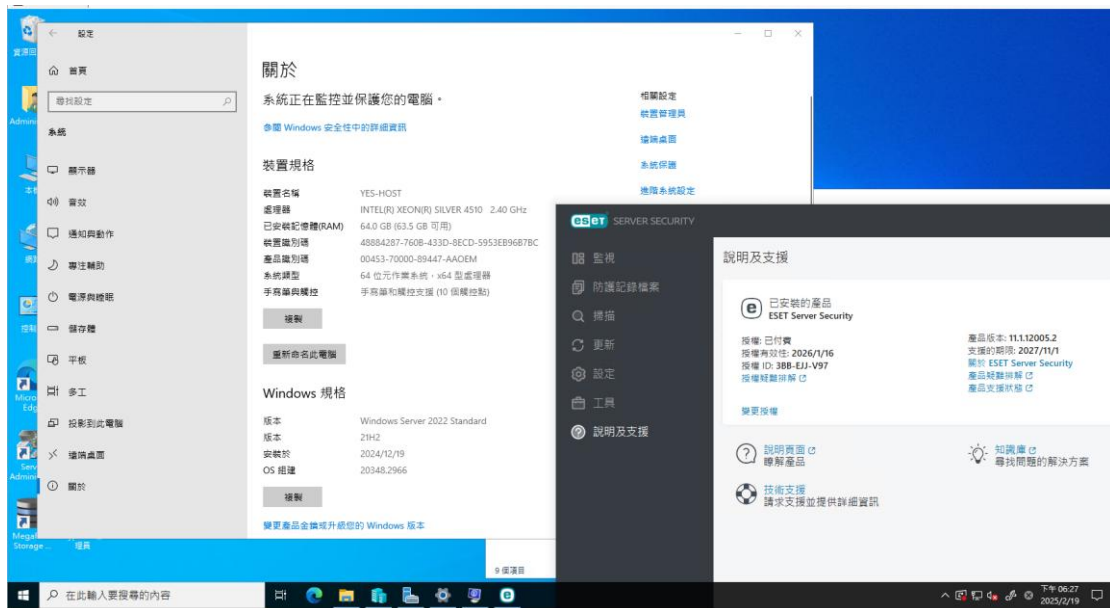 設定
首頁
尋找設定
系統
顯示器
音效
通知與動作
專注輔助
電源與睡眠
儲存體
平板
多工
投影到此電腦
遠端桌面
關於
關於
系統正在監控並保護您的電腦。
參閱 Windows 安全性中的詳細資訊
裝置規格
裝置名稱 YES-HOST
處理器 INTEL(R) XEON(R) SILVER 4510 2.40 GHz
已安裝記憶體(RAM) 64.0 GB (63.5 GB 可用)
裝置識別碼 48884287-760B-433D-8ECD-5953EB96B7BC
產品識別碼 00453-70000-89447-AAOEM
系統類型 64 位元作業系統，x64 型處理器
手寫筆與觸控 手寫筆和觸控支援 (10 個觸控點)
複製
重新命名此電腦
Windows 規格
版本 Windows Server 2022 Standard
版本 21H2
安裝於 2024/12/19
OS 組建 20348.2966
複製
變更產品金鑰或升級您的 Windows 版本
相關設定
裝置管理員
遠端桌面
系統保護
進階系統設定
eset SERVER SECURITY
監視
防護記錄檔案
掃描
更新
設定
工具
說明及支援
說明及支援
已安裝的產品
ESET Server Security
授權: 已付費
授權有效性: 2026/1/16
授權 ID: 3BB-EJJ-V97
授權疑難排解
變更授權
產品版本: 11.1.12005.2
支援的期限: 2027/11/1
關於 ESET Server Security
產品疑難排解
產品支援狀態
說明頁面
瞭解產品
知識庫
尋找問題的解決方案
技術支援
請求支援並提供詳細資訊
Micro
Edg
Serv
Admin
Mega
Storage ...
理員
9 個項目
在此輸入要搜尋的內容
下午 06:27
2025/2/19